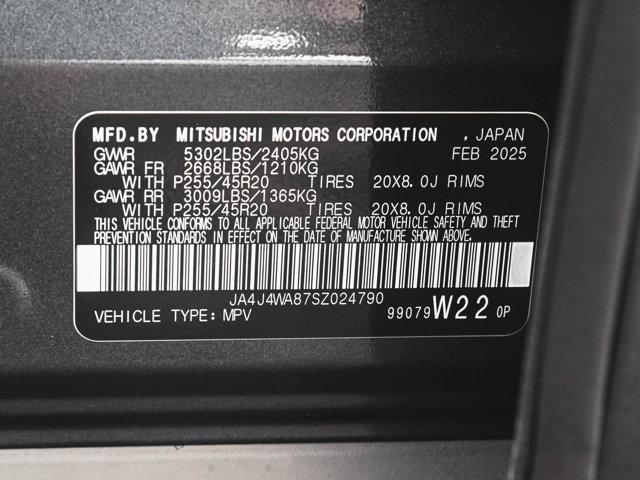 MFD.BY MITSUBISHI MOTORS CORPORATION , JAPAN
GVWR 5302LBS/2405KG FEB 2025
GAWR FR 2668LBS/1210KG
WITH P255/45R20 TIRES 20X8.0J RIMS
GAWR RR 3009LBS/1365KG
WITH P255/45R20 TIRES 20X8.0J RIMS
THIS VEHICLE CONFORMS TO ALL APPLICABLE FEDERAL MOTOR VEHICLE SAFETY AND THEFT
PREVENTION STANDARDS IN EFFECT ON THE DATE OF MANUFACTURE SHOWN ABOVE.
JA4J4WA87SZ024790
VEHICLE TYPE: MPV 99079 W22 0P